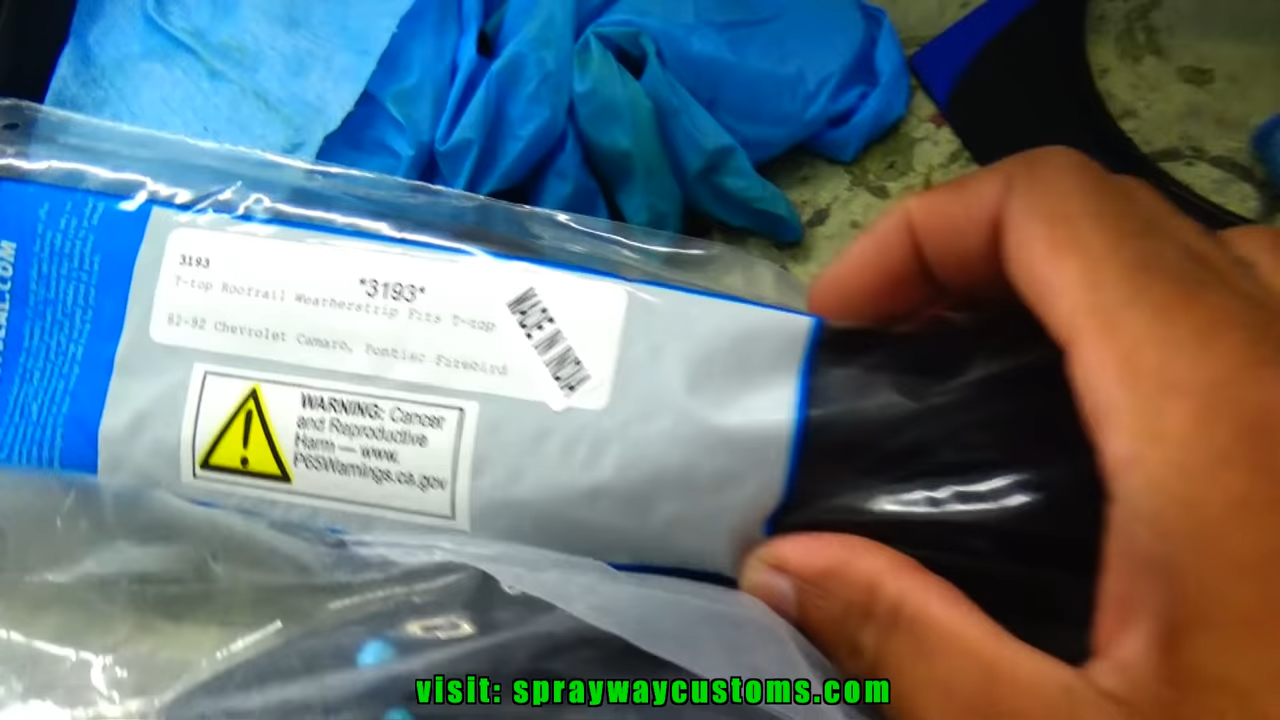 3193
*3193*
T-top Roofrail Weatherstrip Fits T-top
82-92 Chevrolet Camaro, Pontiac Firebird
MADE IN INDIA
WARNING: Cancer
and Reproductive
Harm — www.
P65Warnings.ca.gov
visit: spraywaycustoms.com